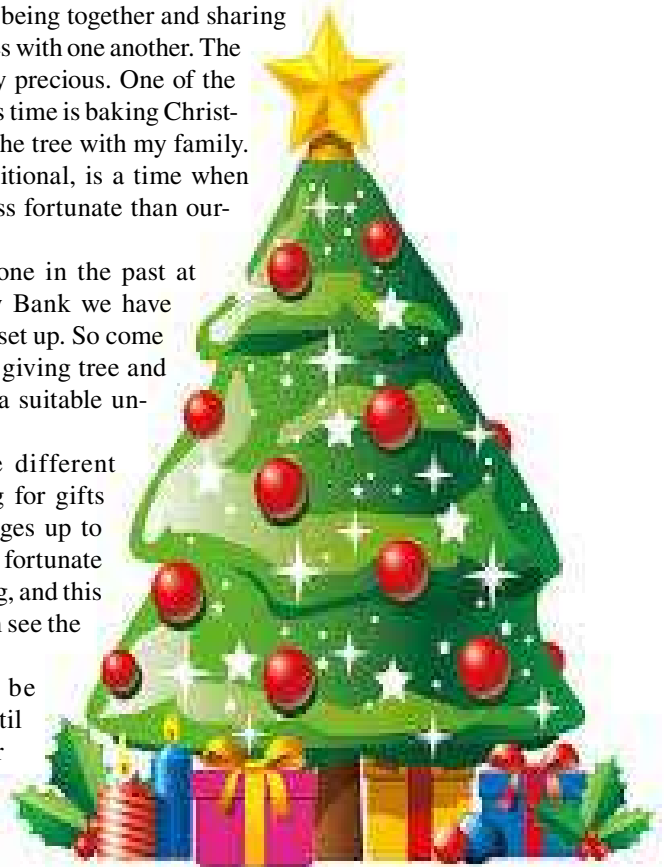 being together and sharing
es with one another. The
y precious. One of the
s time is baking Christ-
he tree with my family.
itional, is a time when
ss fortunate than our-
one in the past at
y Bank we have
set up. So come
giving tree and
a suitable un-
e different
g for gifts
ges up to
fortunate
g, and this
n see the
be
til
r